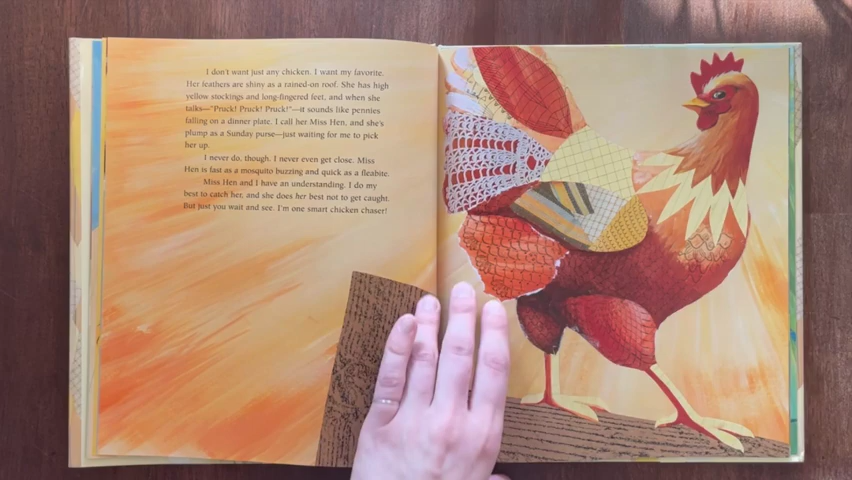 I don't want just any chicken. I want my favorite.
Her feathers are shiny as a rained-on roof. She has high
yellow stockings and long-fingered feet, and when she
talks—"Pruck! Pruck! Pruck!"—it sounds like pennies
falling on a dinner plate. I call her Miss Hen, and she's
plump as a Sunday purse—just waiting for me to pick
her up.
I never do, though. I never even get close. Miss
Hen is fast as a mosquito buzzing and quick as a fleabite.
Miss Hen and I have an understanding. I do my
best to catch her, and she does her best not to get caught.
But just you wait and see. I'm one smart chicken chaser!